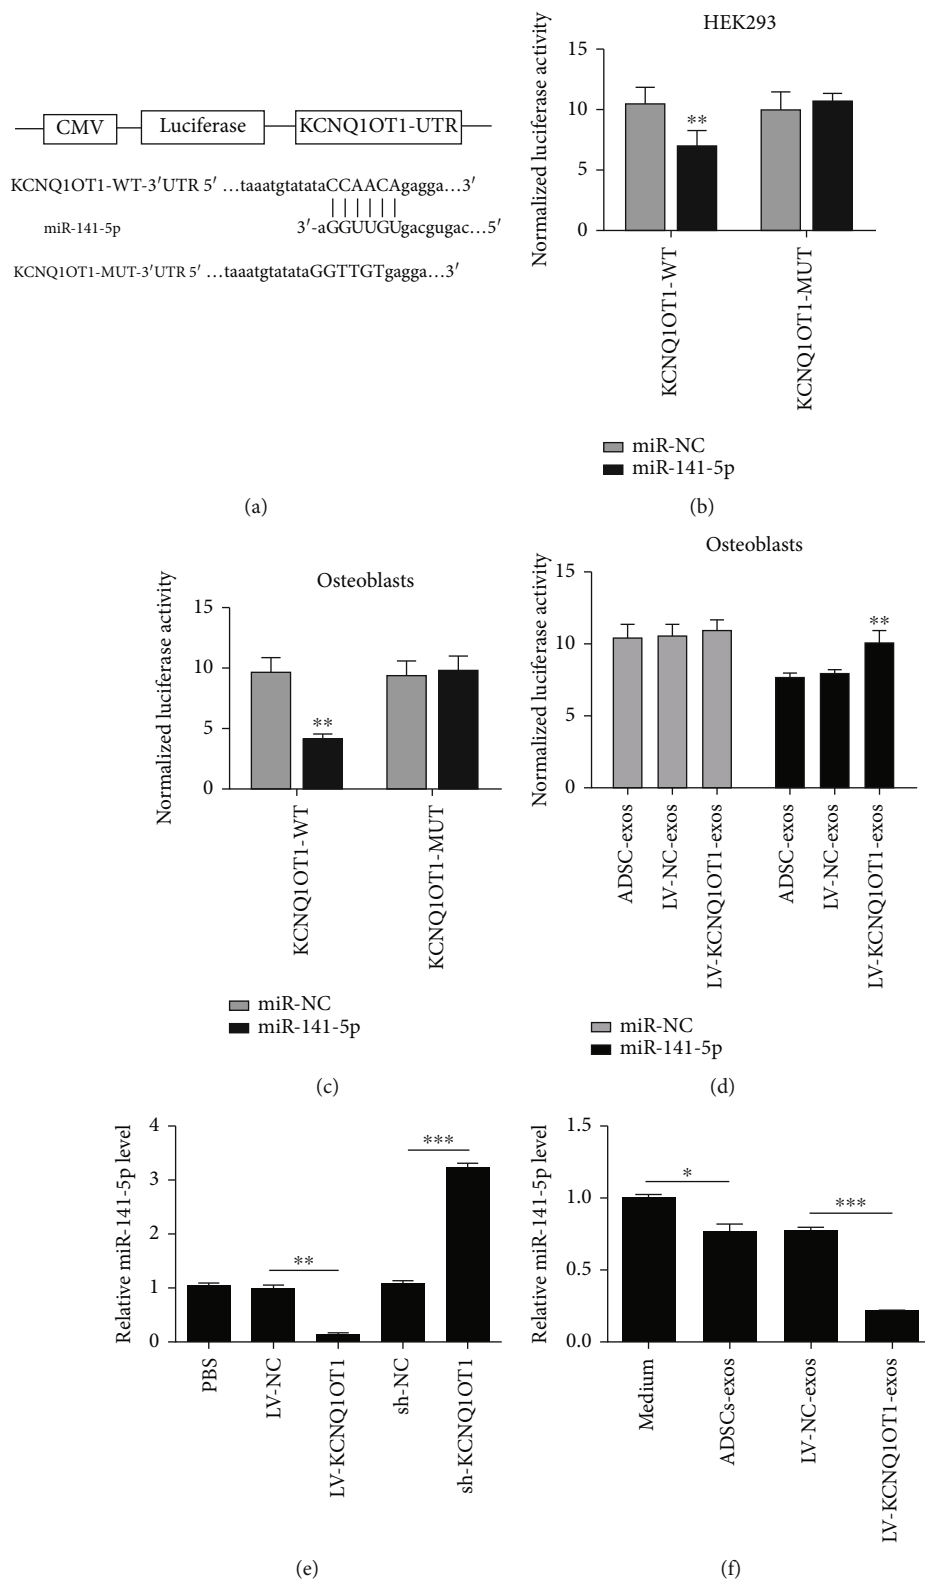 CMV
Luciferase
KCNQ1OT1-UTR
KCNQ1OT1-WT-3′UTR 5′ …taaatgtatataCCAACAgagga…3′
miR-141-5p 3′-aGGUUGUgacgugac…5′
KCNQ1OT1-MUT-3′UTR 5′ …taaatgtatataGGTTGTgagga…3′
(a)
HEK293
Normalized luciferase activity
15
10
5
0
**
KCNQ1OT1-WT
KCNQ1OT1-MUT
miR-NC
miR-141-5p
(b)
Osteoblasts
Normalized luciferase activity
15
10
5
0
**
KCNQ1OT1-WT
KCNQ1OT1-MUT
miR-NC
miR-141-5p
(c)
Osteoblasts
Normalized luciferase activity
15
10
5
0
**
ADSC-exos
LV-NC-exos
LV-KCNQ1OT1-exos
ADSC-exos
LV-NC-exos
LV-KCNQ1OT1-exos
miR-NC
miR-141-5p
(d)
Relative miR-141-5p level
4
3
2
1
0
**
***
PBS
LV-NC
LV-KCNQ1OT1
sh-NC
sh-KCNQ1OT1
(e)
Relative miR-141-5p level
1.5
1.0
0.5
0.0
*
***
Medium
ADSCs-exos
LV-NC-exos
LV-KCNQ1OT1-exos
(f)